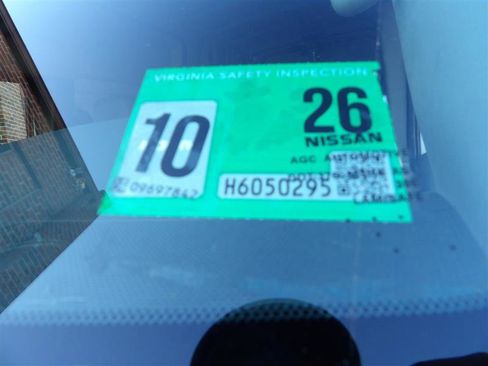 VIRGINIA SAFETY INSPECTION
10
26
NISSAN
AGC AUTOMOTIVE
09697842
H6050295